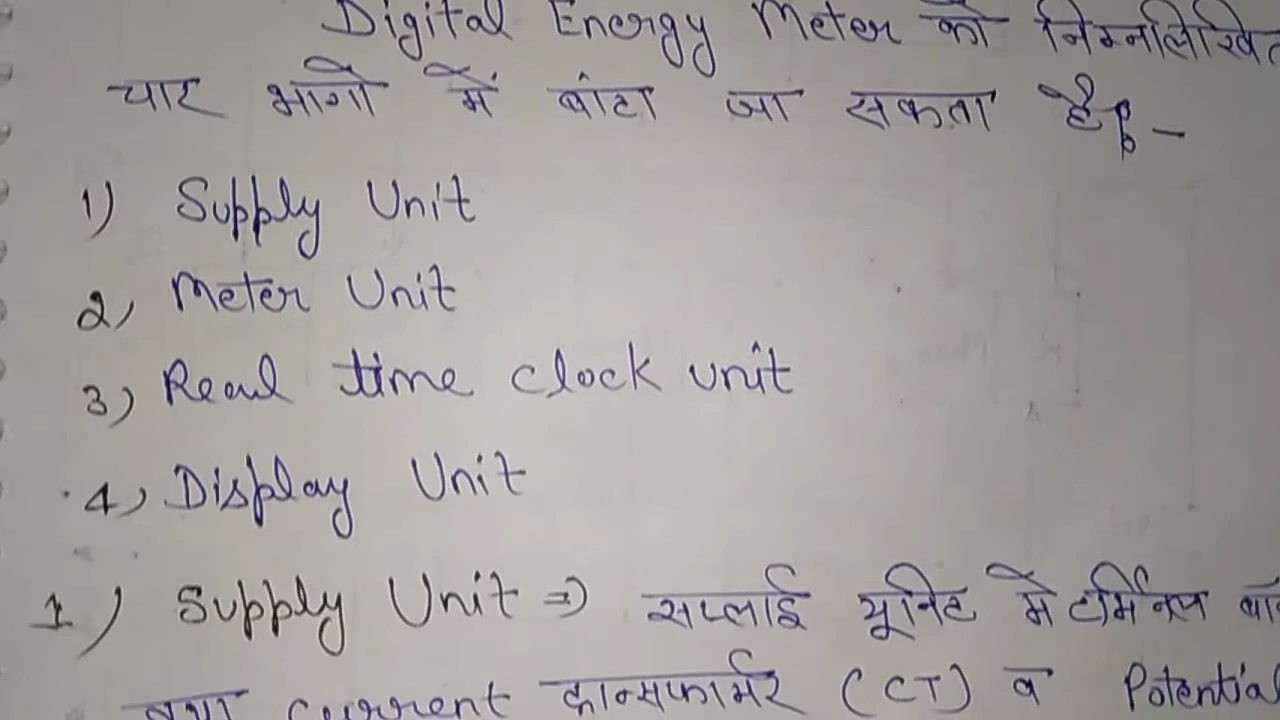 Digital Energy Meter को निम्नलिखित
चार भागो में बांटा जा सकता है :-
1) Supply Unit
2) Meter Unit
3) Real time clock unit
4) Display Unit
1) Supply Unit => सप्लाई यूनिट मे टर्मिनल
तथा Current ट्रान्सफार्मर (CT) व Potential